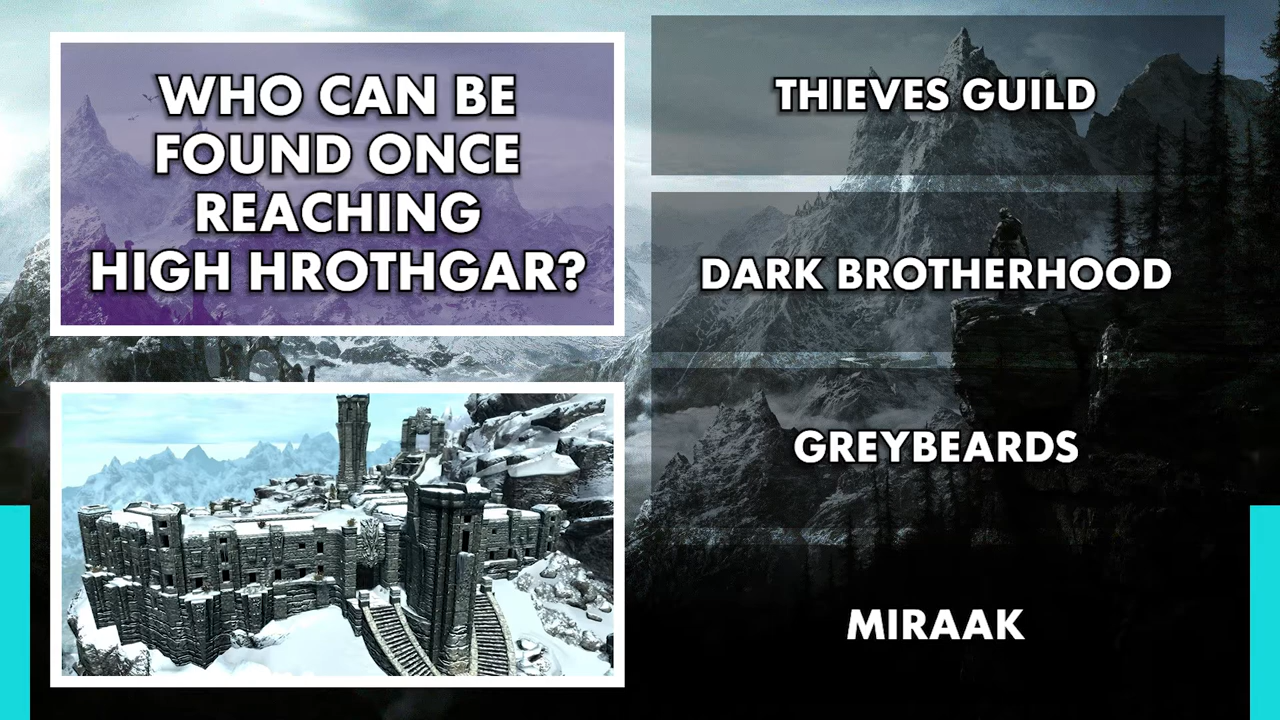 WHO CAN BE
FOUND ONCE
REACHING
HIGH HROTHGAR?
THIEVES GUILD
DARK BROTHERHOOD
GREYBEARDS
MIRAAK